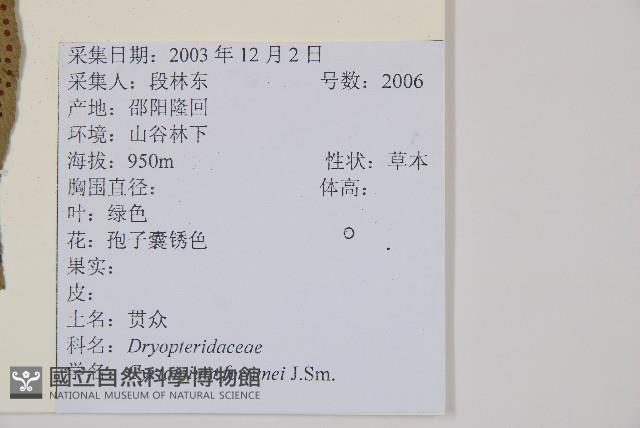 采集日期：2003 年 12 月 2 日
采集人：段林东 号数：2006
产地：邵阳隆回
环境：山谷林下
海拔：950m 性状：草本
胸围直径： 体高：
叶：绿色
花：孢子囊锈色
果实：
皮：
土名：贯众
科名：Dryopteridaceae
学名： J.Sm.
國立自然科學博物館
NATIONAL MUSEUM OF NATURAL SCIENCE